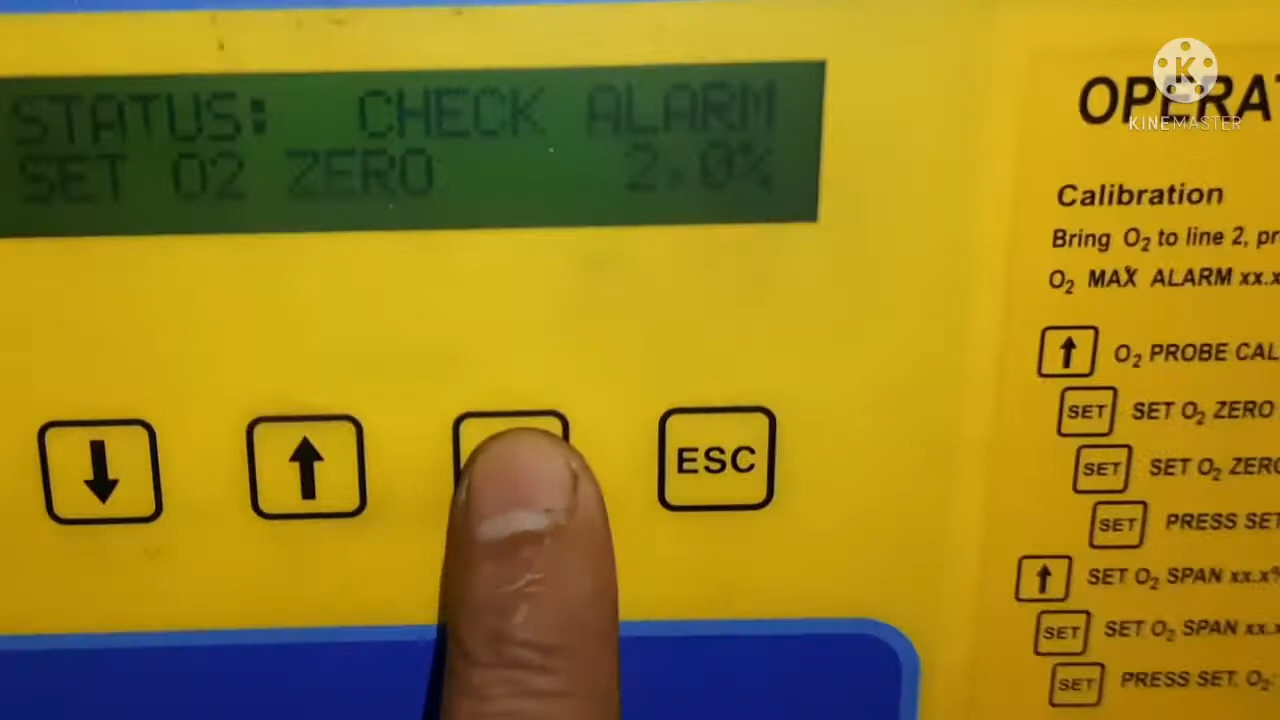 STATUS: CHECK ALARM
SET O2 ZERO 2.0%
ESC
OPERAT
K
KINEMASTER
Calibration
Bring O₂ to line 2, pr
O₂ MAX ALARM xx.x
O₂ PROBE CAL
SET SET O₂ ZERO
SET SET O₂ ZERO
SET PRESS SET
SET O₂ SPAN xx.x%
SET SET O₂ SPAN xx.x
SET PRESS SET. O₂